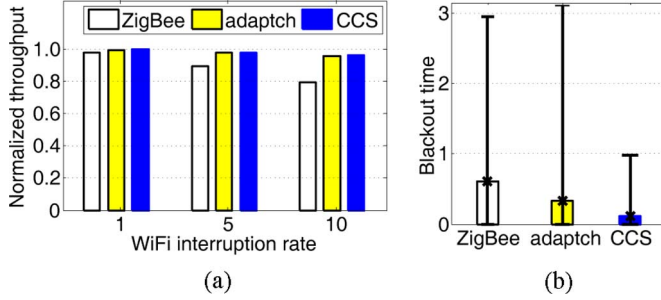 ZigBee adaptch CCS
Normalized throughput
1.0
0.8
0.6
0.4
0.2
0
1 5 10
WiFi interruption rate
(a)
Blackout time
3
2
1
0
ZigBee adaptch CCS
(b)